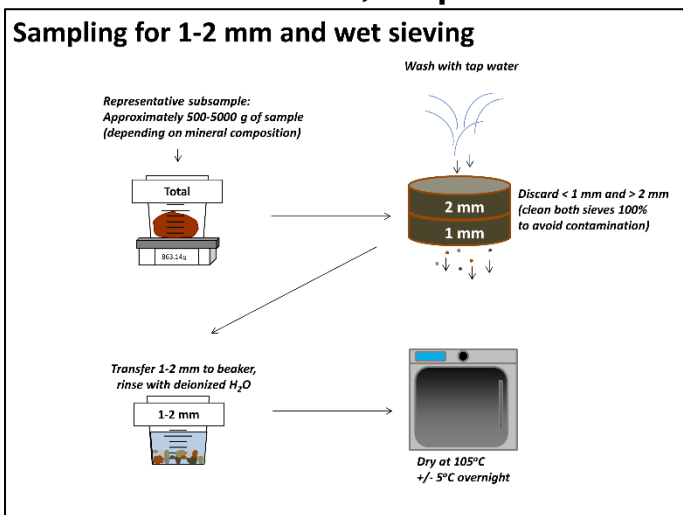 Sampling for 1-2 mm and wet sieving
Wash with tap water
Representative subsample:
Approximately 500-5000 g of sample
(depending on mineral composition)
Total
863.14g
2 mm
1 mm
Discard < 1 mm and > 2 mm
(clean both sieves 100%
to avoid contamination)
Transfer 1-2 mm to beaker,
rinse with deionized H₂O
1-2 mm
Dry at 105°C
+/- 5°C overnight